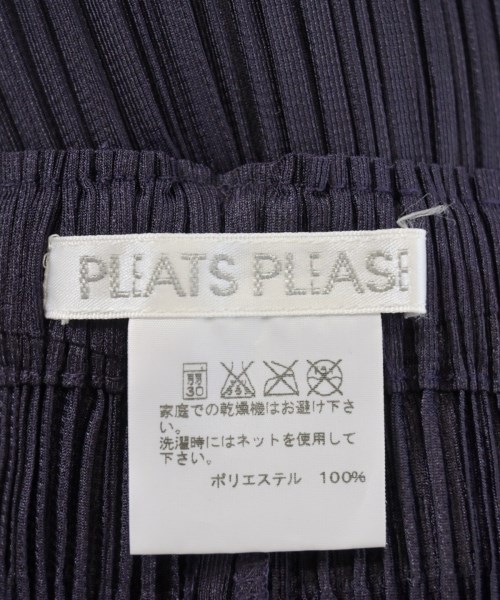 PLEATS PLEASE
30
家庭での乾燥機はお避け下さ
い。
洗濯時にはネットを使用して
下さい。
ポリエステル 100%